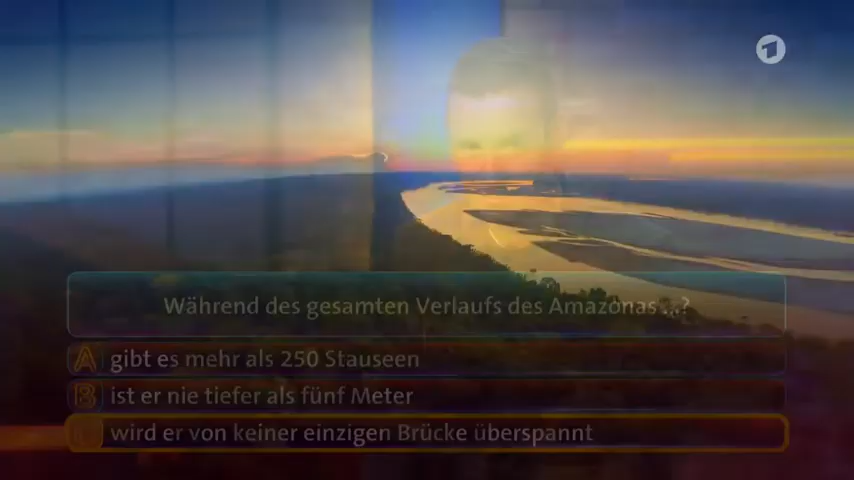 1
Während des gesamten Verlaufs des Amazonas ...?
A gibt es mehr als 250 Stauseen
B ist er nie tiefer als fünf Meter
wird er von keiner einzigen Brücke überspannt